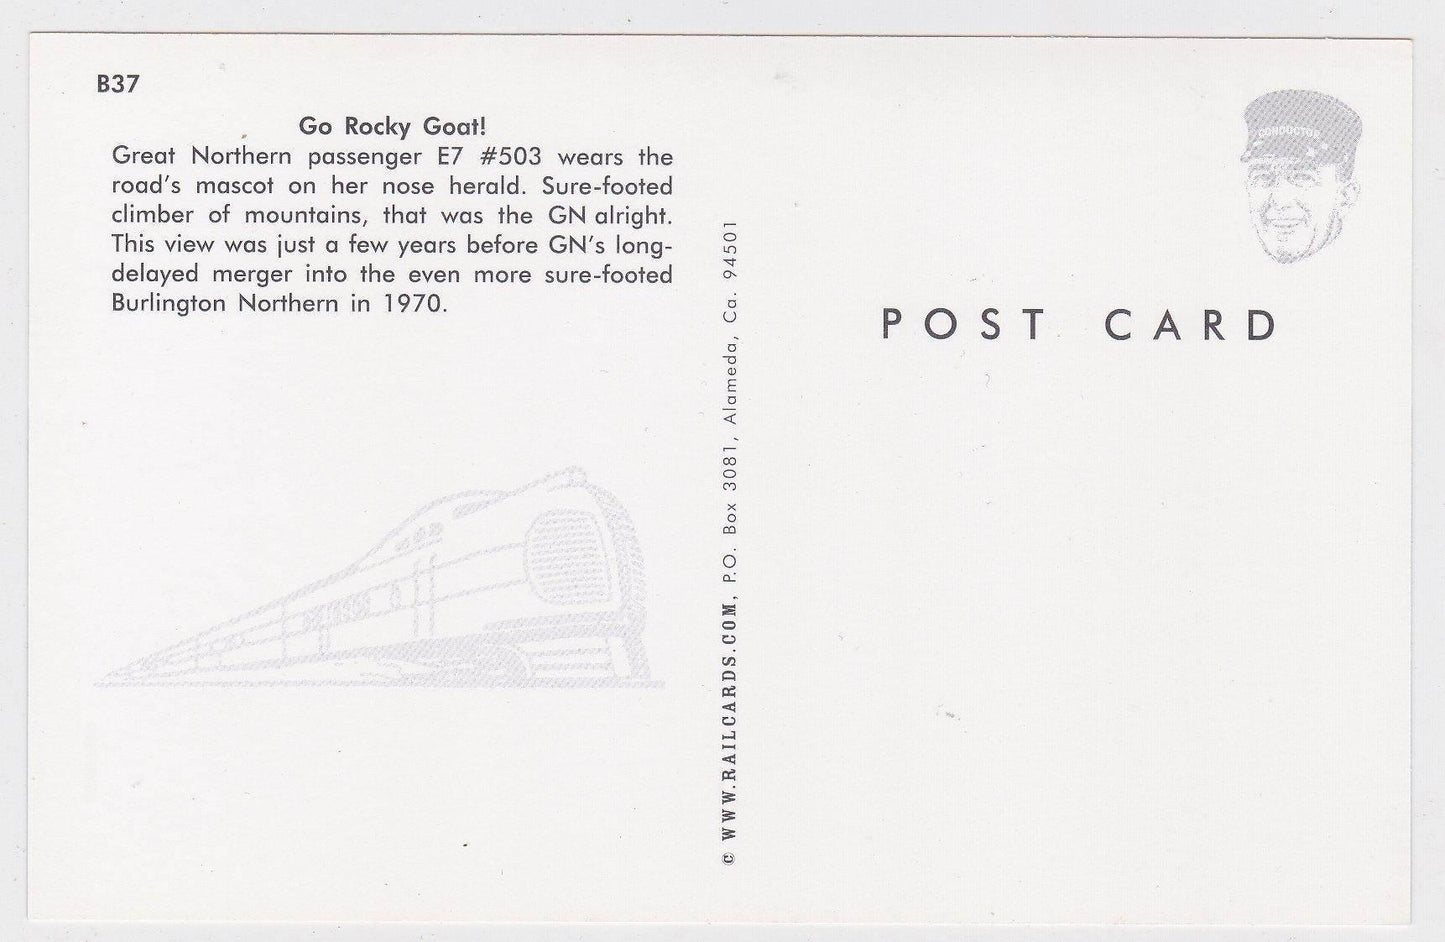 B37
Go Rocky Goat!
Great Northern passenger E7 #503 wears the
road's mascot on her nose herald. Sure-footed
climber of mountains, that was the GN alright.
This view was just a few years before GN's long-
delayed merger into the even more sure-footed
Burlington Northern in 1970.
© WWW.RAILCARDS.COM, P.O. Box 3081, Alameda, Ca. 94501
CONDUCTOR
POST CARD